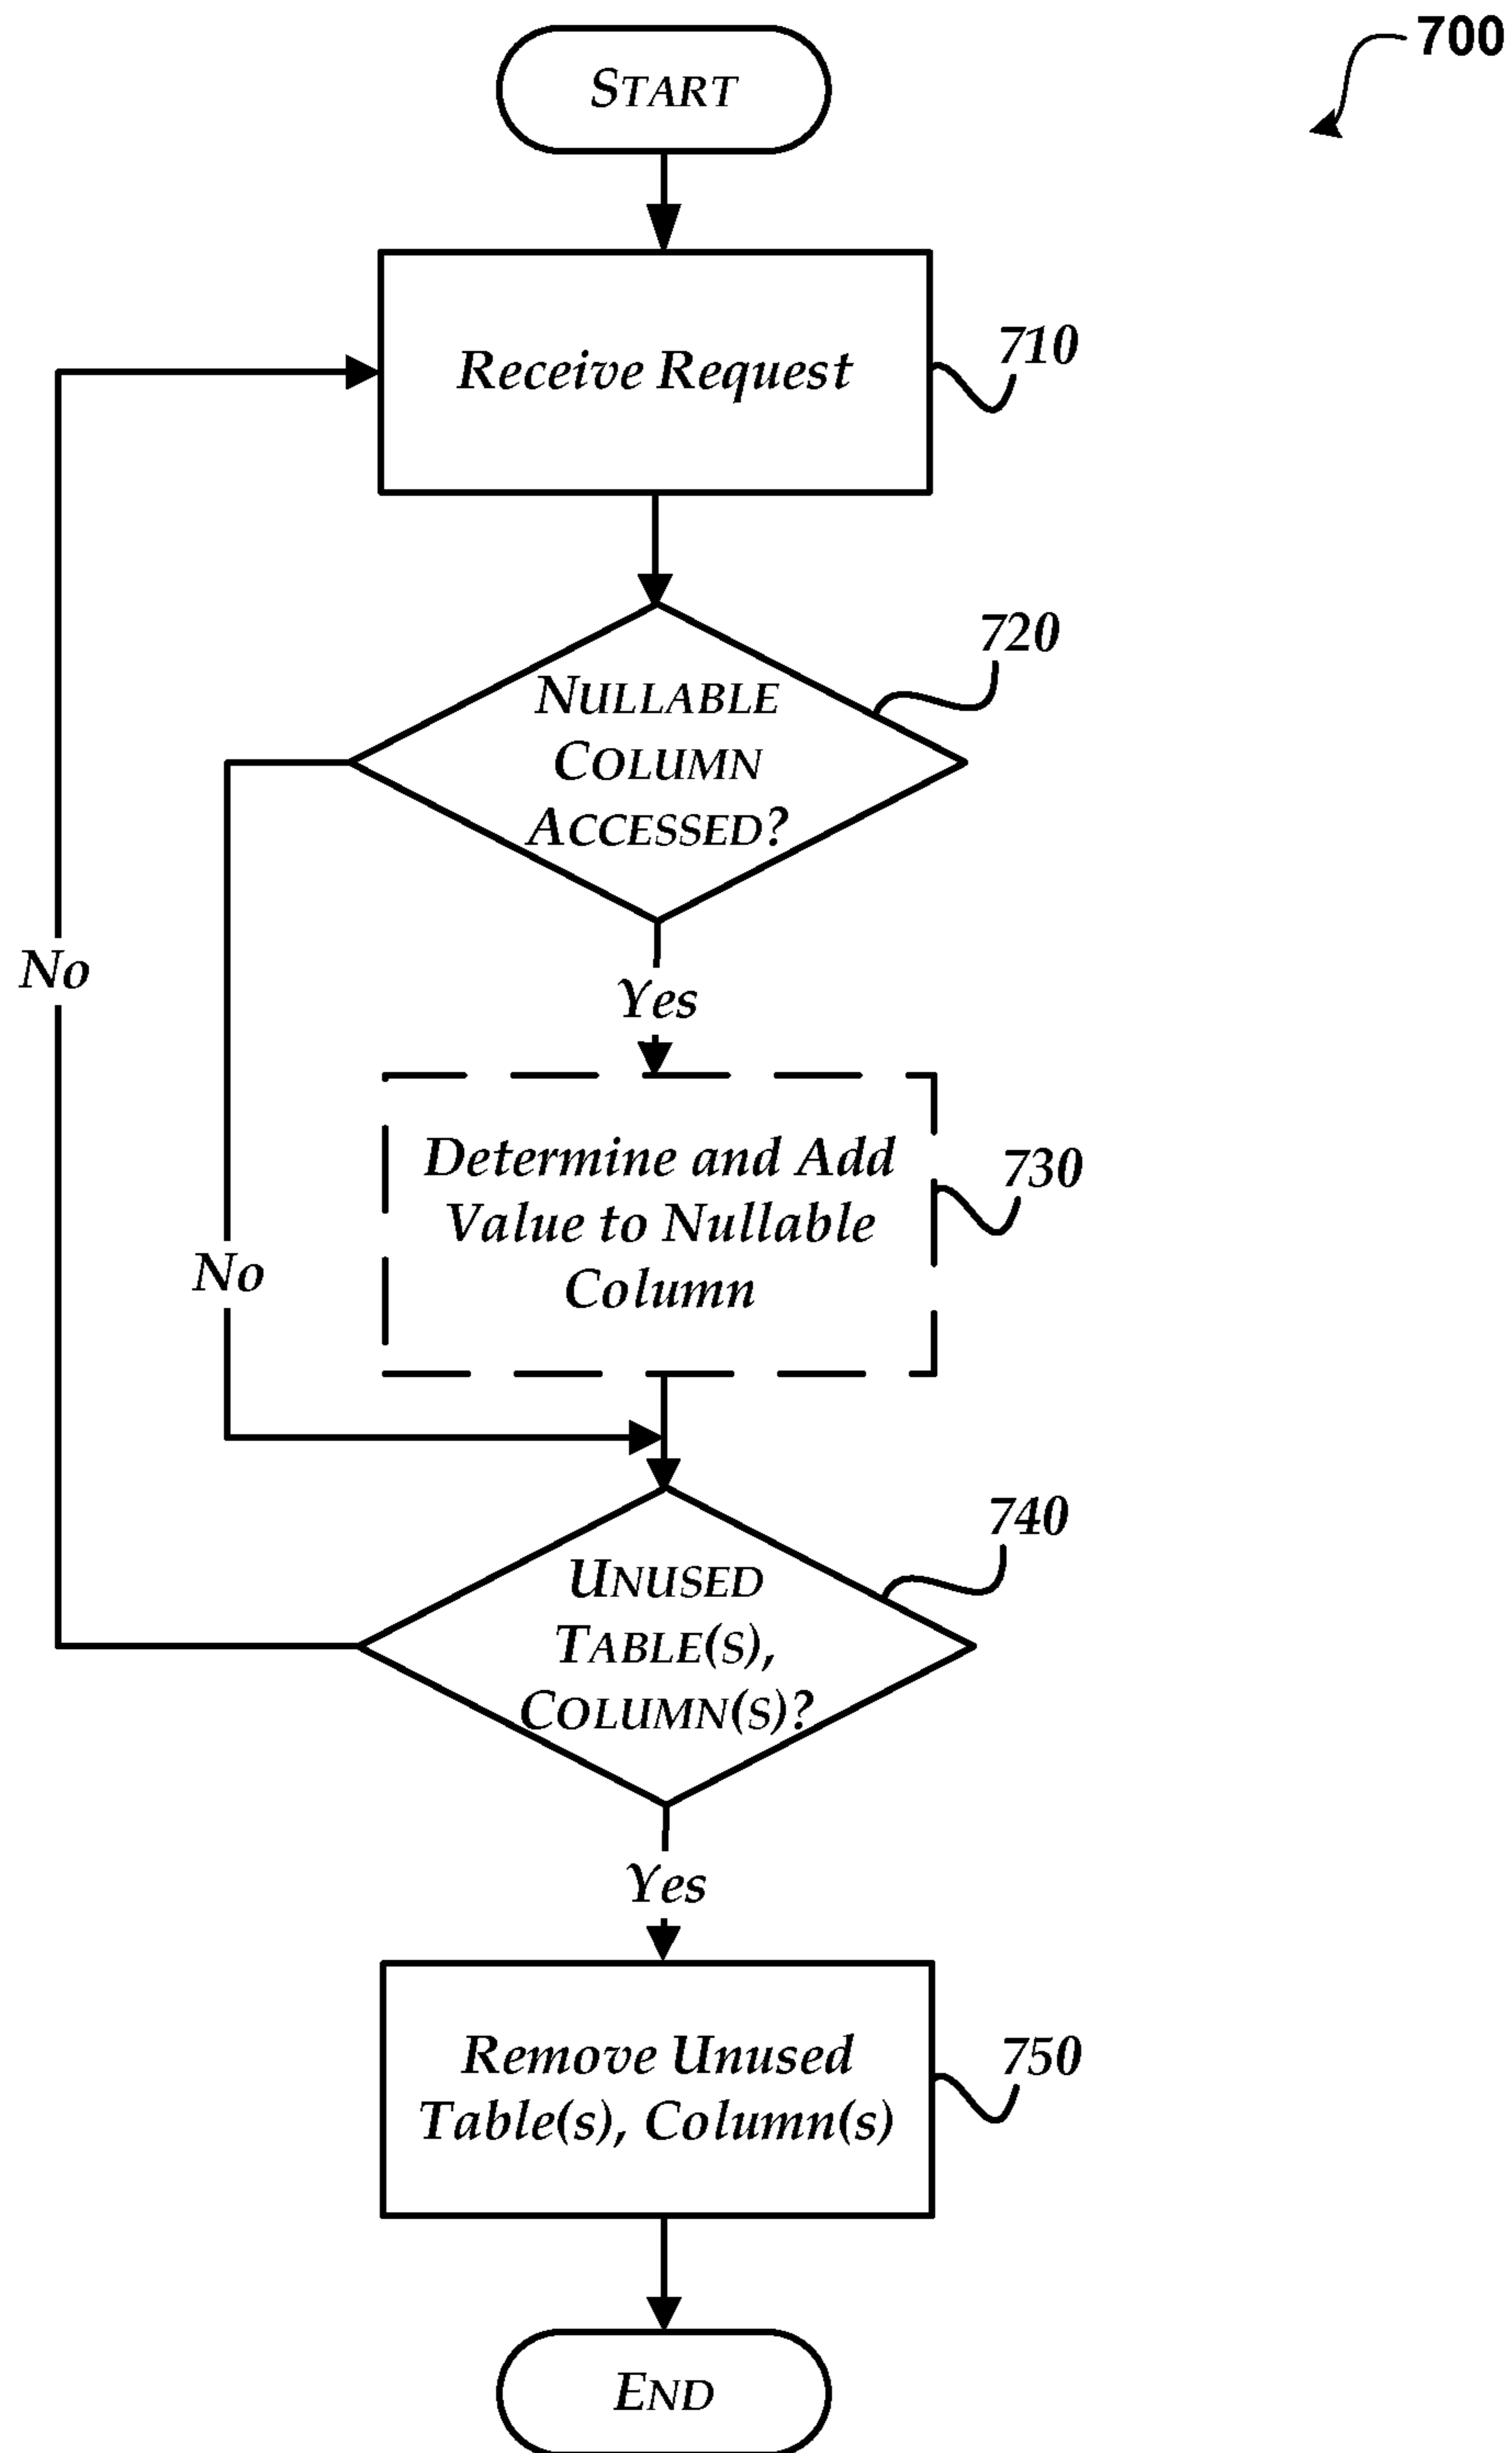 700
START
Receive Request
710
NULLABLE
COLUMN
ACCESSED?
720
No
Yes
Determine and Add
Value to Nullable
Column
730
No
UNUSED
TABLE(S),
COLUMN(S)?
740
Yes
Remove Unused
Table(s), Column(s)
750
END